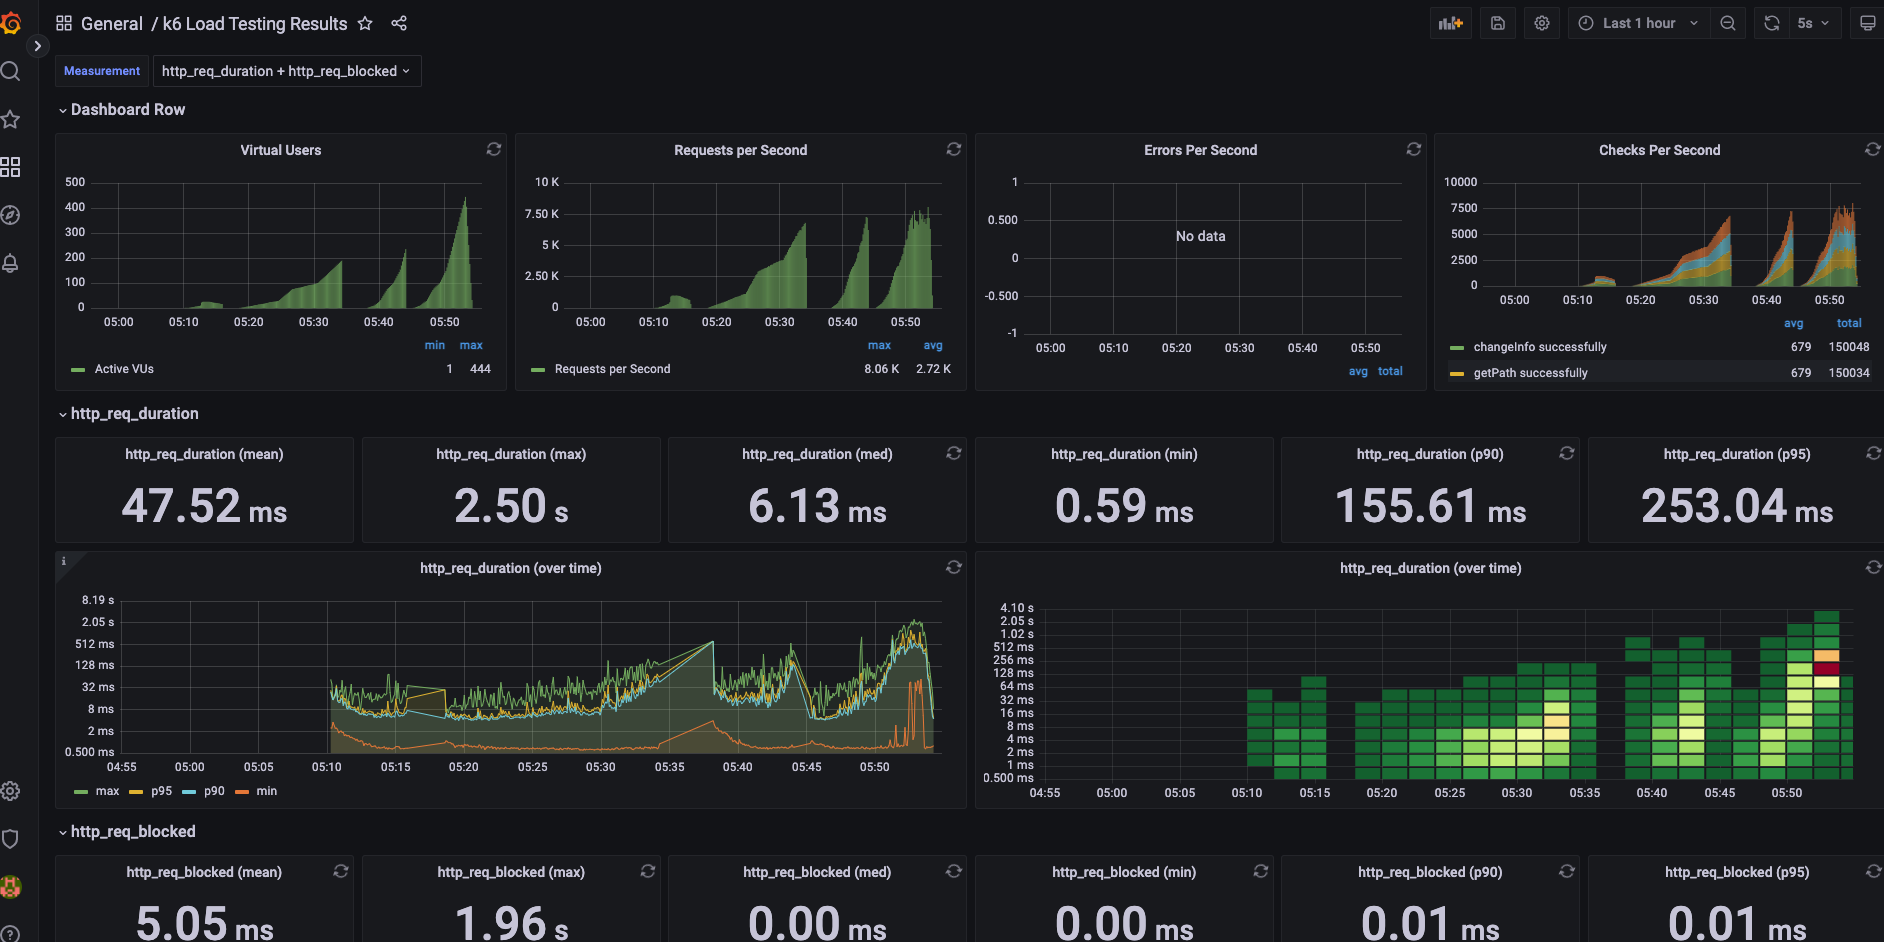 General / k6 Load Testing Results
Last 1 hour
5s
Measurement
http_req_duration + http_req_blocked
Dashboard Row
Virtual Users
500
400
300
200
100
0
05:00 05:10 05:20 05:30 05:40 05:50
min max
Active VUs 1 444
Requests per Second
10 K
7.50 K
5 K
2.50 K
0
05:00 05:10 05:20 05:30 05:40 05:50
max avg
Requests per Second 8.06 K 2.72 K
Errors Per Second
1
0.500
0
-0.500
-1
No data
05:00 05:10 05:20 05:30 05:40 05:50
avg total
Checks Per Second
10000
7500
5000
2500
0
05:00 05:10 05:20 05:30 05:40 05:50
avg total
changeInfo successfully 679 150048
getPath successfully 679 150034
http_req_duration
http_req_duration (mean)
47.52 ms
http_req_duration (max)
2.50 s
http_req_duration (med)
6.13 ms
http_req_duration (min)
0.59 ms
http_req_duration (p90)
155.61 ms
http_req_duration (p95)
253.04 ms
i
http_req_duration (over time)
8.19 s
2.05 s
512 ms
128 ms
32 ms
8 ms
2 ms
0.500 ms
04:55 05:00 05:05 05:10 05:15 05:20 05:25 05:30 05:35 05:40 05:45 05:50
max p95 p90 min
http_req_duration (over time)
4.10 s
2.05 s
1.02 s
512 ms
256 ms
128 ms
64 ms
32 ms
16 ms
8 ms
4 ms
2 ms
1 ms
0.500 ms
04:55 05:00 05:05 05:10 05:15 05:20 05:25 05:30 05:35 05:40 05:45 05:50
http_req_blocked
http_req_blocked (mean)
5.05 ms
http_req_blocked (max)
1.96 s
http_req_blocked (med)
0.00 ms
http_req_blocked (min)
0.00 ms
http_req_blocked (p90)
0.01 ms
http_req_blocked (p95)
0.01 ms